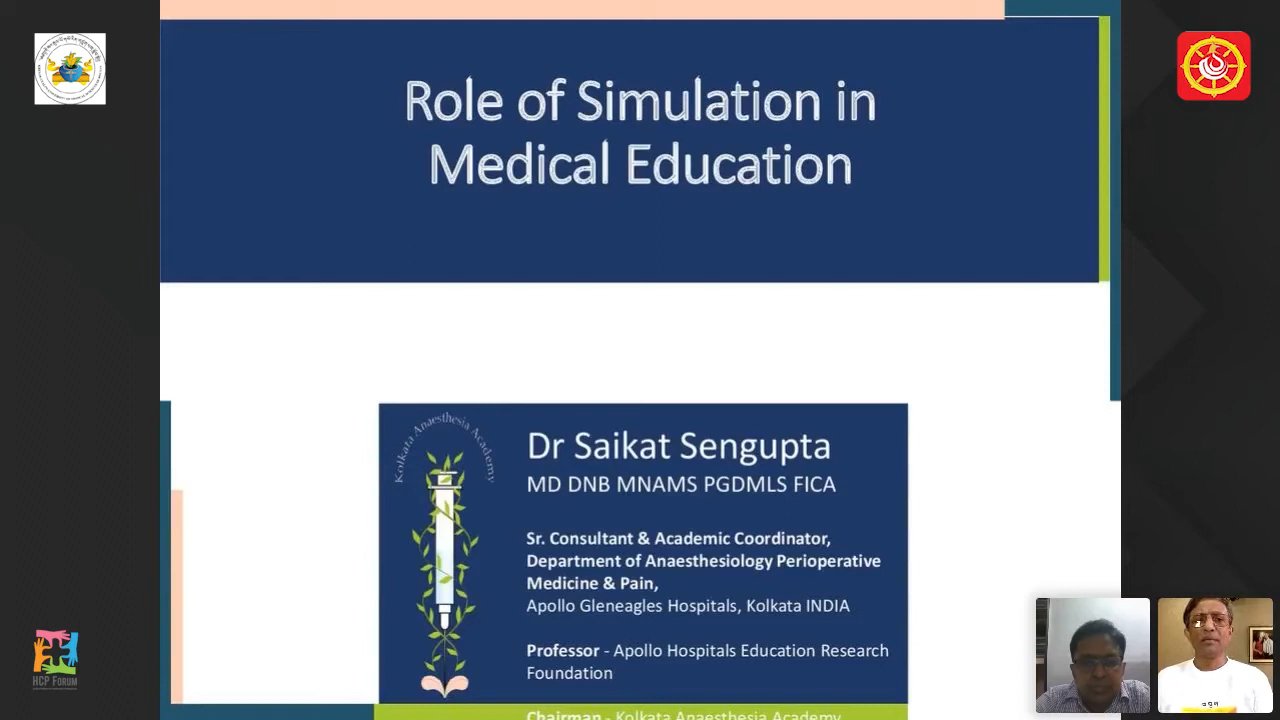 Role of Simulation in
Medical Education
Kolkata Anaesthesia Academy
Dr Saikat Sengupta
MD DNB MNAMS PGDMLS FICA
Sr. Consultant & Academic Coordinator,
Department of Anaesthesiology Perioperative
Medicine & Pain,
Apollo Gleneagles Hospitals, Kolkata INDIA
Professor - Apollo Hospitals Education Research
Foundation
Chairman - Kolkata Anaesthesia Academy
HCP Forum